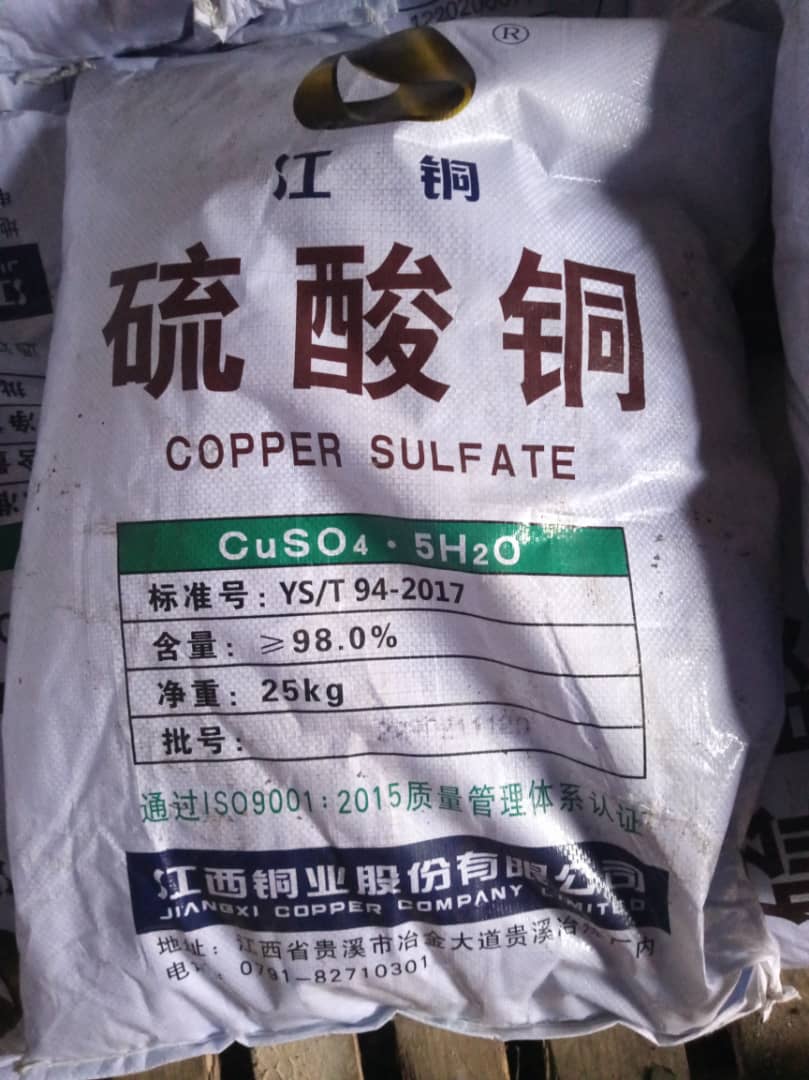 ®
江铜
硫酸铜
COPPER SULFATE
CuSO4·5H2O
标准号：YS/T 94-2017
含量：≥98.0%
净重：25kg
批号：
通过ISO9001：2015质量管理体系认证
江西铜业股份有限公司
JIANGXI COPPER COMPANY LIMITED
地址：江西省贵溪市冶金大道贵溪冶 内
电 ：0791-82710301